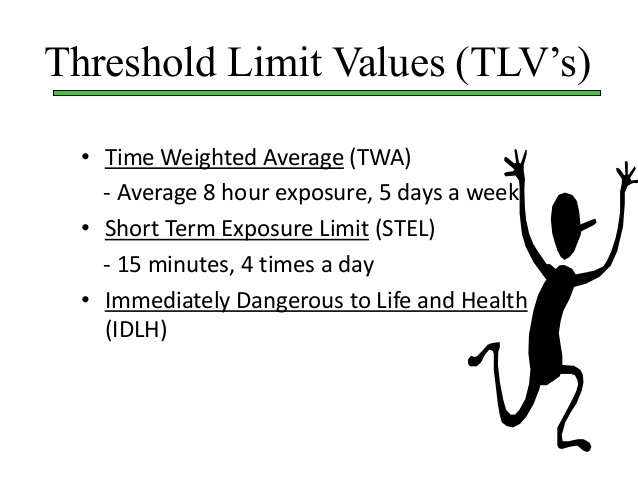 Threshold Limit Values (TLV’s)
• Time Weighted Average (TWA)
- Average 8 hour exposure, 5 days a week
• Short Term Exposure Limit (STEL)
- 15 minutes, 4 times a day
• Immediately Dangerous to Life and Health
(IDLH)